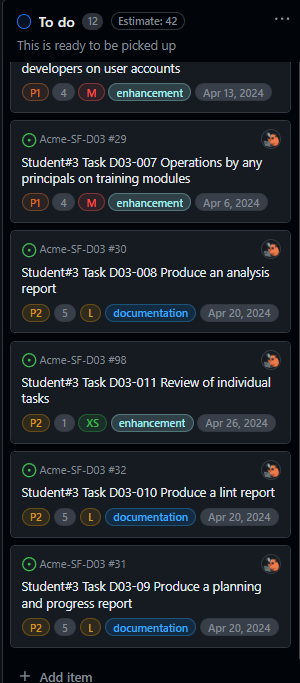 To do 12 Estimate: 42 ...
This is ready to be picked up
developers on user accounts
P1 4 M enhancement Apr 13, 2024
Acme-SF-D03 #29
Student#3 Task D03-007 Operations by any
principals on training modules
P1 4 M enhancement Apr 6, 2024
Acme-SF-D03 #30
Student#3 Task D03-008 Produce an analysis
report
P2 5 L documentation Apr 20, 2024
Acme-SF-D03 #98
Student#3 Task D03-011 Review of individual
tasks
P2 1 XS enhancement Apr 26, 2024
Acme-SF-D03 #32
Student#3 Task D03-010 Produce a lint report
P2 5 L documentation Apr 20, 2024
Acme-SF-D03 #31
Student#3 Task D03-09 Produce a planning
and progress report
P2 5 L documentation Apr 20, 2024
+ Add item